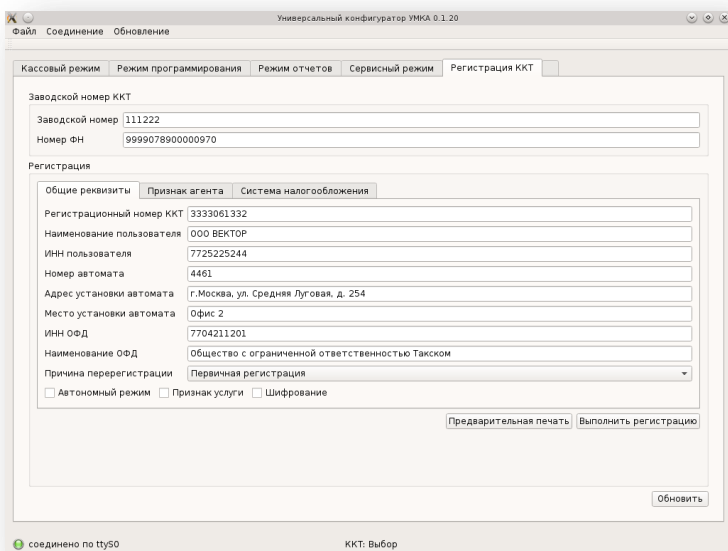 Универсальный конфигуратор УМКА 0.1.20
Файл Соединение Обновление
Кассовый режим Режим программирования Режим отчетов Сервисный режим Регистрация ККТ
Заводской номер ККТ
Заводской номер 111222
Номер ФН 9999078900000970
Регистрация
Общие реквизиты Признак агента Система налогообложения
Регистрационный номер ККТ 3333061332
Наименование пользователя ООО ВЕКТОР
ИНН пользователя 7725225244
Номер автомата 4461
Адрес установки автомата г.Москва, ул. Средняя Луговая, д. 254
Место установки автомата Офис 2
ИНН ОФД 7704211201
Наименование ОФД Общество с ограниченной ответственностью Такском
Причина перерегистрации Первичная регистрация
Автономный режим Признак услуги Шифрование
Предварительная печать Выполнить регистрацию
Обновить
соединено по ttyS0 ККТ: Выбор